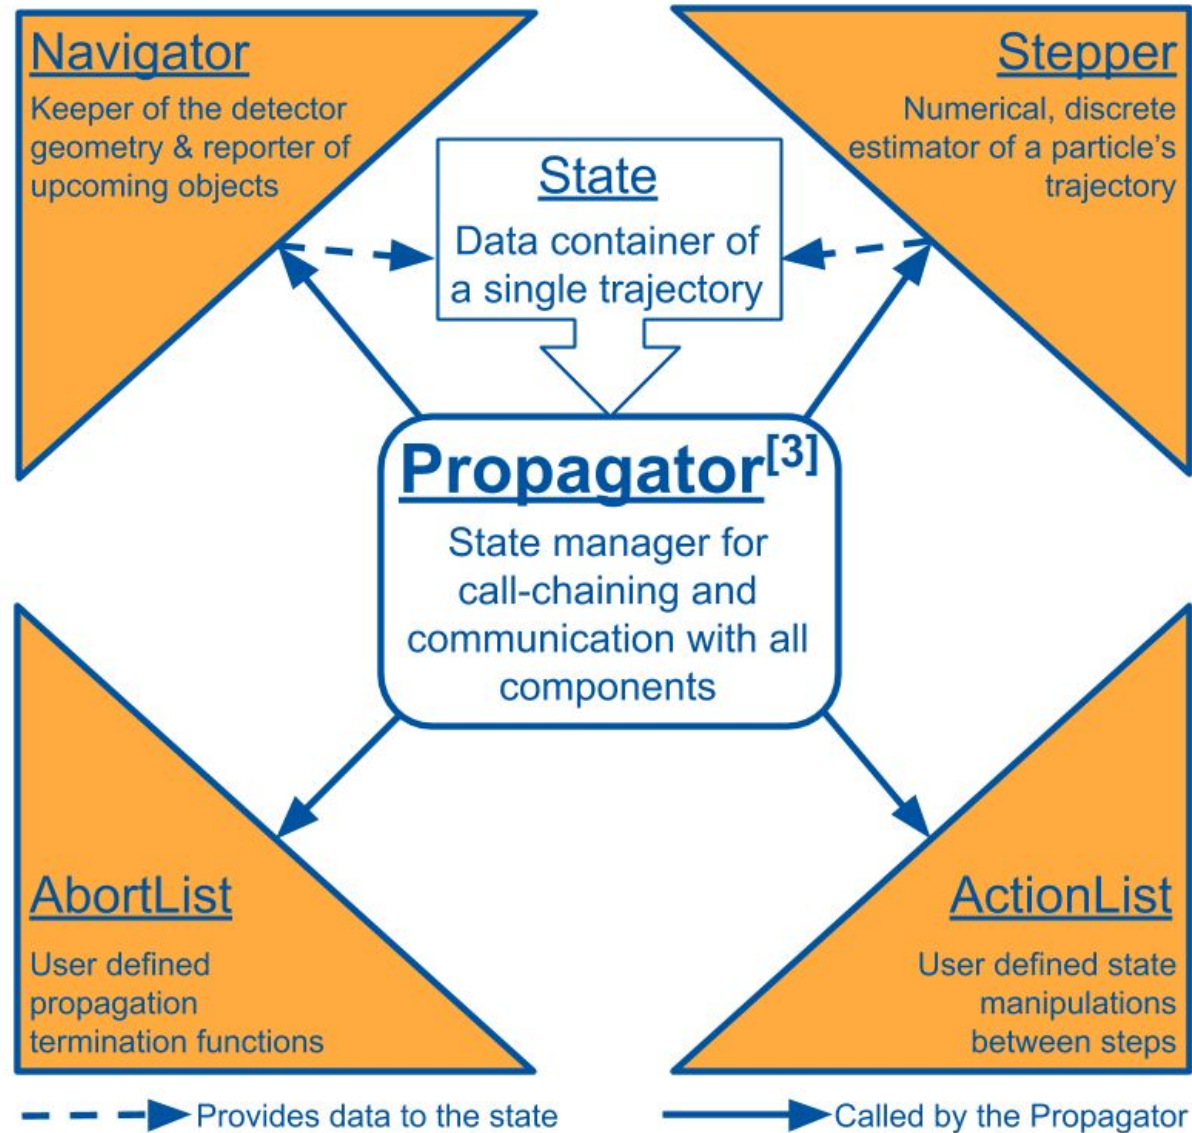 Navigator
Keeper of the detector
geometry & reporter of
upcoming objects
Stepper
Numerical, discrete
estimator of a particle's
trajectory
State
Data container of
a single trajectory
Propagator[3]
State manager for
call-chaining and
communication with all
components
AbortList
User defined
propagation
termination functions
ActionList
User defined state
manipulations
between steps
Provides data to the state
Called by the Propagator